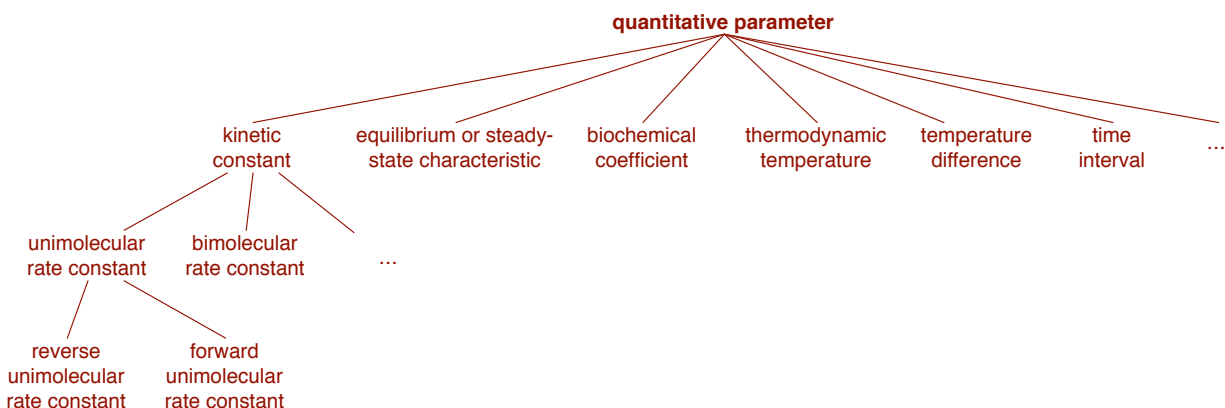 quantitative parameter
kinetic
constant
equilibrium or steady-
state characteristic
biochemical
coefficient
thermodynamic
temperature
temperature
difference
time
interval
...
unimolecular
rate constant
bimolecular
rate constant
...
reverse
unimolecular
rate constant
forward
unimolecular
rate constant